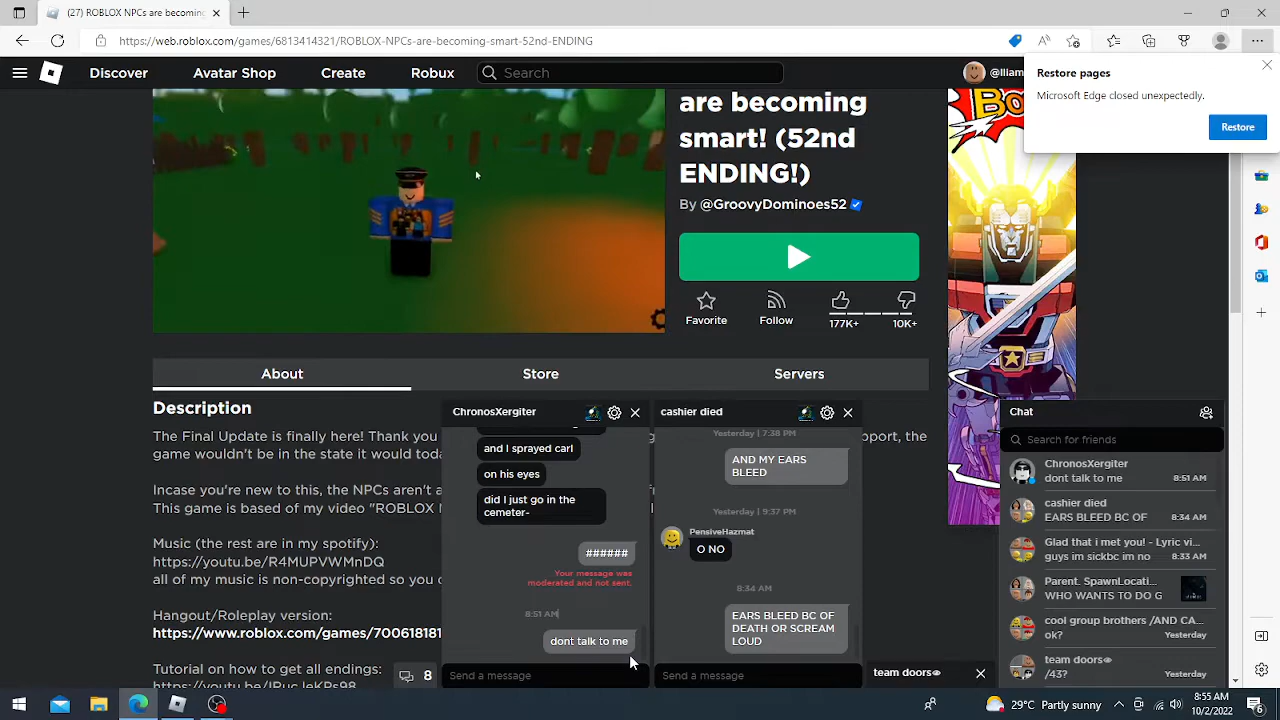 (27) ROBLOX NPCs are becoming
https://web.roblox.com/games/6813414321/ROBLOX-NPCs-are-becoming-smart-52nd-ENDING
Discover
Avatar Shop
Create
Robux
Search
Restore pages
Microsoft Edge closed unexpectedly.
Restore
are becoming
smart! (52nd
ENDING!)
By @GroovyDominoes52
Favorite
Follow
177K+
10K+
About
Store
Servers
Description
The Final Update is finally here! Thank you
port, the
game wouldn't be in the state it would toda
Incase you're new to this, the NPCs aren't a
This game is based of my video "ROBLOX
Music (the rest are in my spotify):
https://youtu.be/R4MUPVWMnDQ
all of my music is non-copyrighted so you c
Hangout/Roleplay version:
https://www.roblox.com/games/70061818
Tutorial on how to get all endings:
8
ChronosXergiter
and I sprayed carl
on his eyes
did I just go in the
cemeter-
######
Your message was
moderated and not sent.
8:51 AM
dont talk to me
Send a message
cashier died
Yesterday | 7:38 PM
AND MY EARS
BLEED
Yesterday | 9:37 PM
PensiveHazmat
O NO
8:34 AM
EARS BLEED BC OF
DEATH OR SCREAM
LOUD
Send a message
team doors
Chat
Search for friends
ChronosXergiter
dont talk to me
8:51 AM
cashier died
EARS BLEED BC OF
8:34 AM
Glad that i met you! - Lyric vi...
guys im sickbc im no
8:33 AM
Parent. SpawnLocati...
WHO WANTS TO DO G
cool group brothers /AND CA...
ok?
Yesterday
team doors
/43?
Yesterday
29°C Partly sunny
8:55 AM
10/2/2022
6